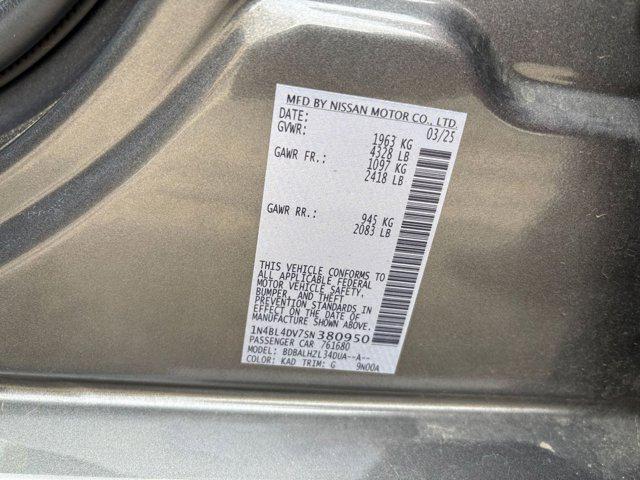 MFD BY NISSAN MOTOR CO., LTD.
DATE: 03/25
GVWR: 1963 KG
4328 LB
GAWR FR.: 1097 KG
2418 LB
GAWR RR.: 945 KG
2083 LB
THIS VEHICLE CONFORMS TO
ALL APPLICABLE FEDERAL
MOTOR VEHICLE SAFETY,
BUMPER, AND THEFT
PREVENTION STANDARDS IN
EFFECT ON THE DATE OF
MANUFACTURE SHOWN ABOVE.
1N4BL4DV7SN380950
PASSENGER CAR 761680
MODEL: BDBALHZL34DUA--A--
COLOR: KAD TRIM: G 9N00A